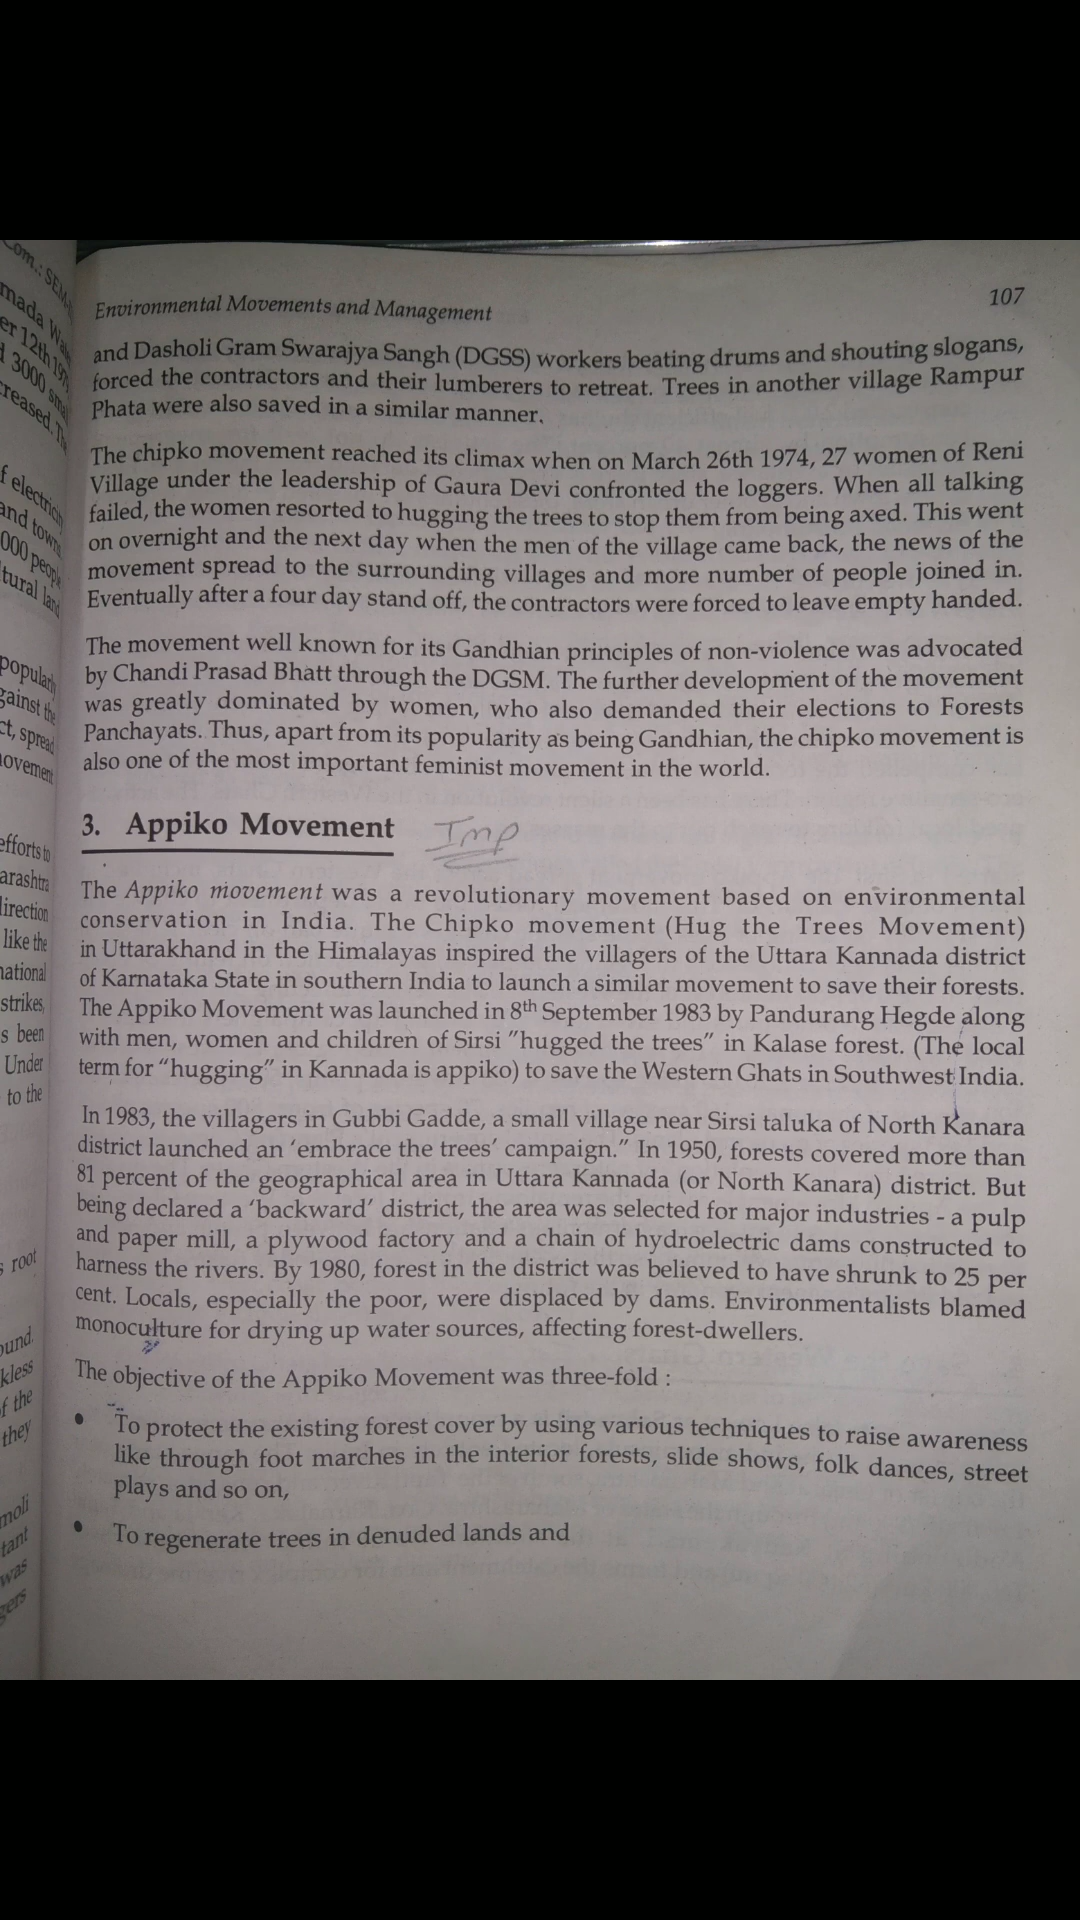 Environmental Movements and Management
107
and Dasholi Gram Swarajya Sangh (DGSS) workers beating drums and shouting slogans,
forced the contractors and their lumberers to retreat. Trees in another village Rampur
Phata were also saved in a similar manner.
The chipko movement reached its climax when on March 26th 1974, 27 women of Reni
Village under the leadership of Gaura Devi confronted the loggers. When all talking
failed, the women resorted to hugging the trees to stop them from being axed. This went
on overnight and the next day when the men of the village came back, the news of the
movement spread to the surrounding villages and more number of people joined in.
Eventually after a four day stand off, the contractors were forced to leave empty handed.
The movement well known for its Gandhian principles of non-violence was advocated
by Chandi Prasad Bhatt through the DGSM. The further development of the movement
was greatly dominated by women, who also demanded their elections to Forests
Panchayats. Thus, apart from its popularity as being Gandhian, the chipko movement is
also one of the most important feminist movement in the world.
3. Appiko Movement Imp
The Appiko movement was a revolutionary movement based on environmental
conservation in India. The Chipko movement (Hug the Trees Movement)
in Uttarakhand in the Himalayas inspired the villagers of the Uttara Kannada district
of Karnataka State in southern India to launch a similar movement to save their forests.
The Appiko Movement was launched in 8th September 1983 by Pandurang Hegde along
with men, women and children of Sirsi "hugged the trees" in Kalase forest. (The local
term for "hugging" in Kannada is appiko) to save the Western Ghats in Southwest India.
In 1983, the villagers in Gubbi Gadde, a small village near Sirsi taluka of North Kanara
district launched an 'embrace the trees' campaign." In 1950, forests covered more than
81 percent of the geographical area in Uttara Kannada (or North Kanara) district. But
being declared a 'backward' district, the area was selected for major industries - a pulp
and paper mill, a plywood factory and a chain of hydroelectric dams constructed to
harness the rivers. By 1980, forest in the district was believed to have shrunk to 25 per
cent. Locals, especially the poor, were displaced by dams. Environmentalists blamed
monoculture for drying up water sources, affecting forest-dwellers.
The objective of the Appiko Movement was three-fold :
• To protect the existing forest cover by using various techniques to raise awareness
like through foot marches in the interior forests, slide shows, folk dances, street
plays and so on,
• To regenerate trees in denuded lands and